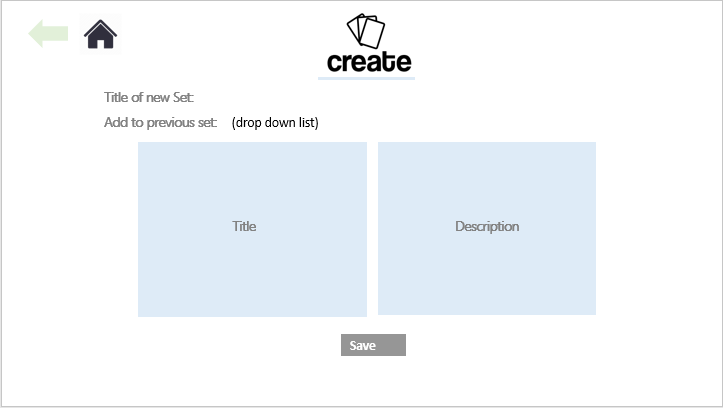 create
Title of new Set:
Add to previous set: (drop down list)
Title
Description
Save